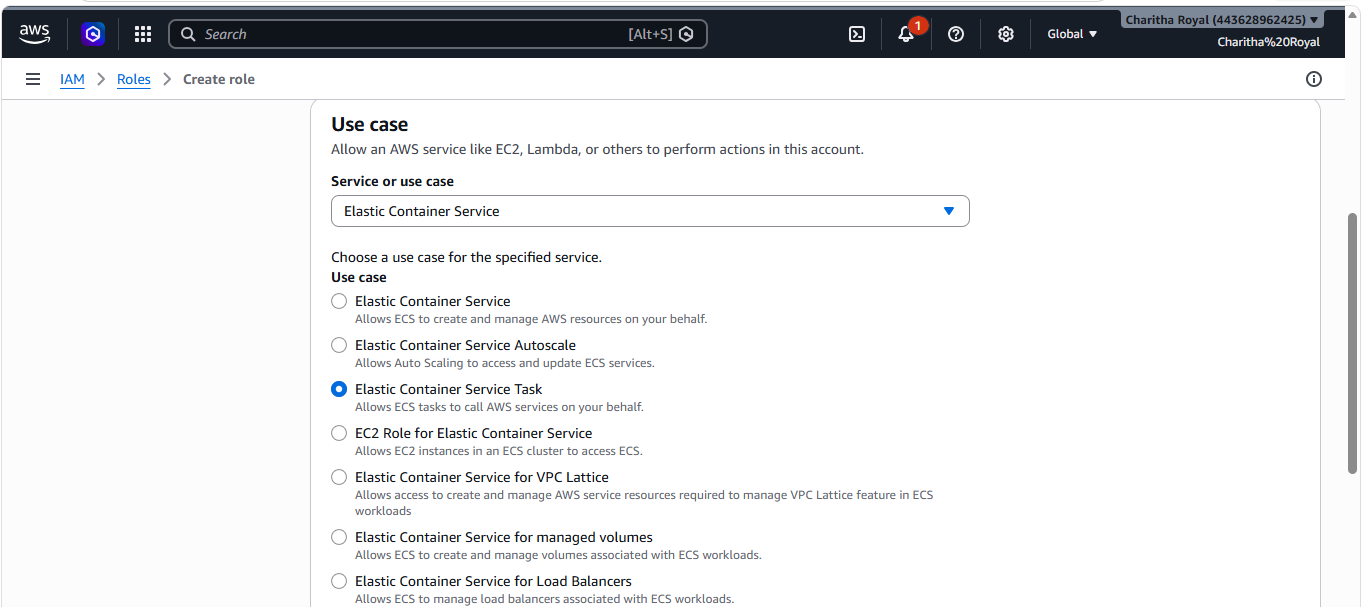 aws
Search
[Alt+S]
1
Global
Charitha Royal (443628962425)
Charitha%20Royal
IAM
Roles
Create role
Use case
Allow an AWS service like EC2, Lambda, or others to perform actions in this account.
Service or use case
Elastic Container Service
Choose a use case for the specified service.
Use case
Elastic Container Service
Allows ECS to create and manage AWS resources on your behalf.
Elastic Container Service Autoscale
Allows Auto Scaling to access and update ECS services.
Elastic Container Service Task
Allows ECS tasks to call AWS services on your behalf.
EC2 Role for Elastic Container Service
Allows EC2 instances in an ECS cluster to access ECS.
Elastic Container Service for VPC Lattice
Allows access to create and manage AWS service resources required to manage VPC Lattice feature in ECS
workloads
Elastic Container Service for managed volumes
Allows ECS to create and manage volumes associated with ECS workloads.
Elastic Container Service for Load Balancers
Allows ECS to manage load balancers associated with ECS workloads.